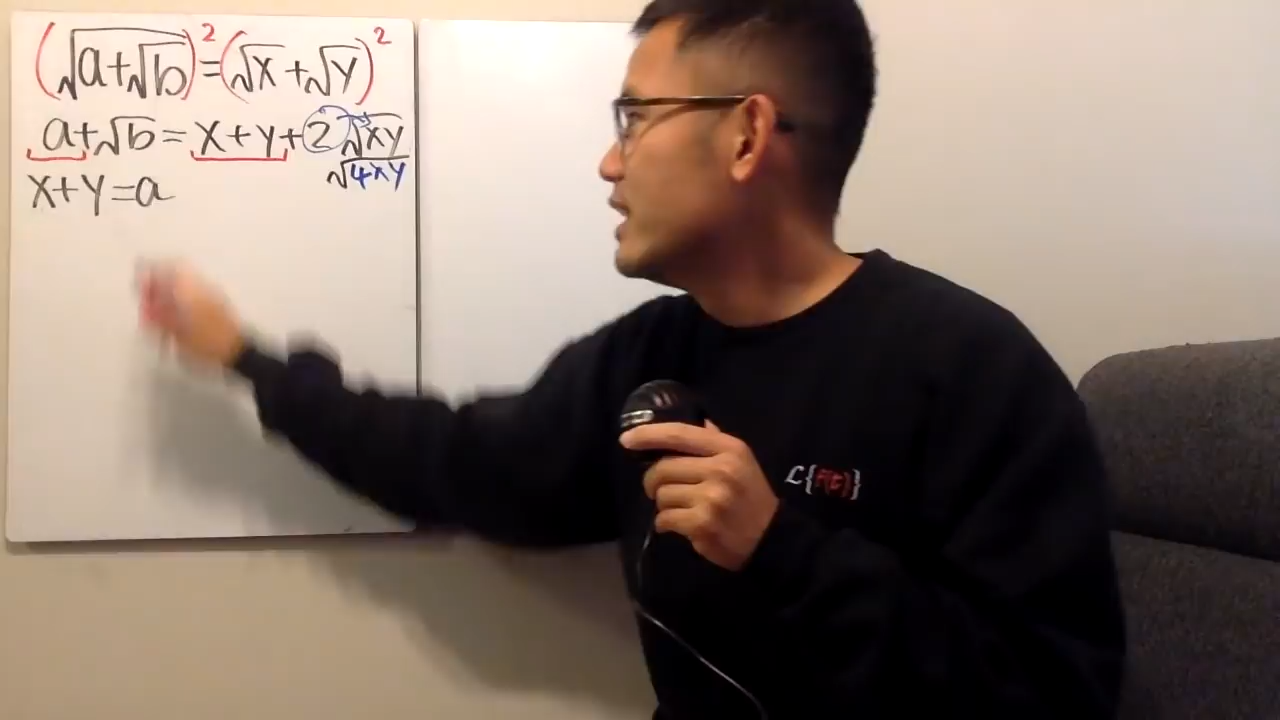 (√(a+√b))² = (√x + √y)²
a+√b = x+y+2√xy
√4xy
x+y=a
L{f(t)}